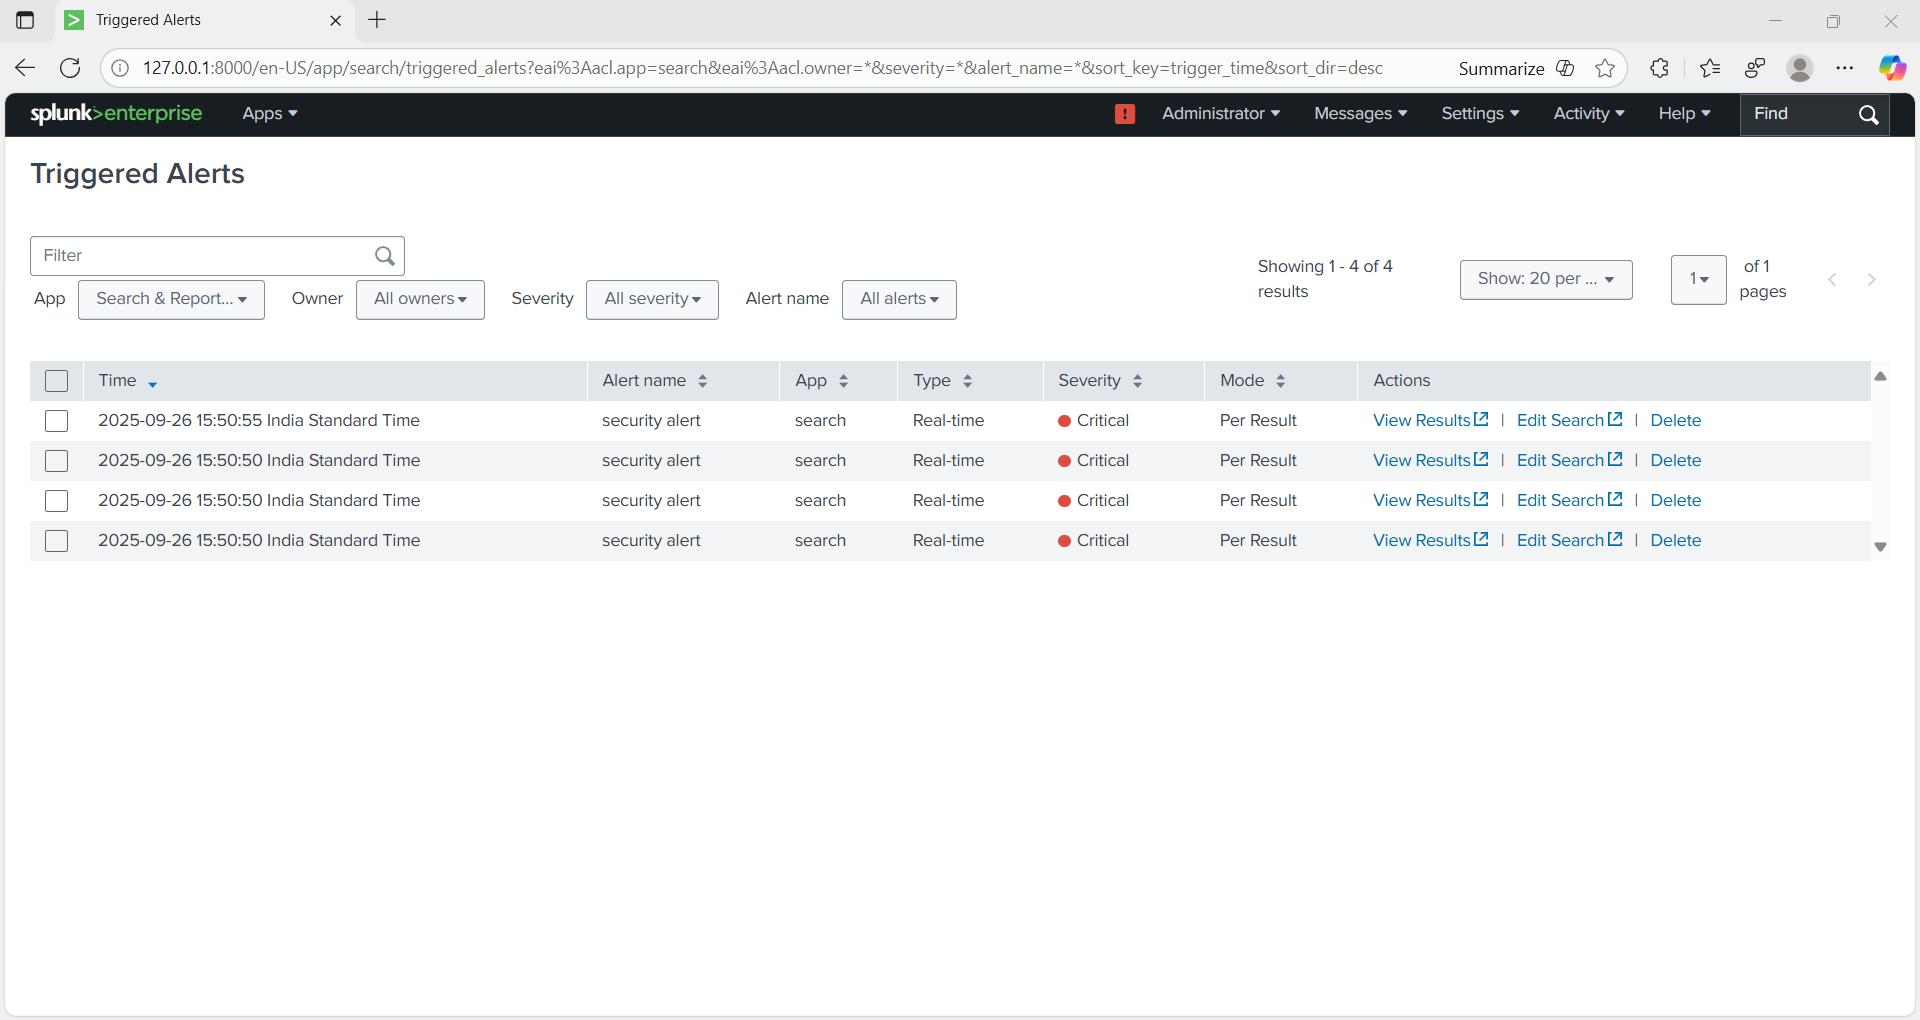 Triggered Alerts
127.0.0.1:8000/en-US/app/search/triggered_alerts?eai%3Aacl.app=search&eai%3Aacl.owner=*&severity=*&alert_name=*&sort_key=trigger_time&sort_dir=desc Summarize
splunk>enterprise Apps ! Administrator Messages Settings Activity Help Find
Triggered Alerts
Filter
Showing 1 - 4 of 4 results Show: 20 per ... 1 of 1 pages
App Search & Report... Owner All owners Severity All severity Alert name All alerts
Time Alert name App Type Severity Mode Actions
2025-09-26 15:50:55 India Standard Time security alert search Real-time Critical Per Result View Results | Edit Search | Delete
2025-09-26 15:50:50 India Standard Time security alert search Real-time Critical Per Result View Results | Edit Search | Delete
2025-09-26 15:50:50 India Standard Time security alert search Real-time Critical Per Result View Results | Edit Search | Delete
2025-09-26 15:50:50 India Standard Time security alert search Real-time Critical Per Result View Results | Edit Search | Delete